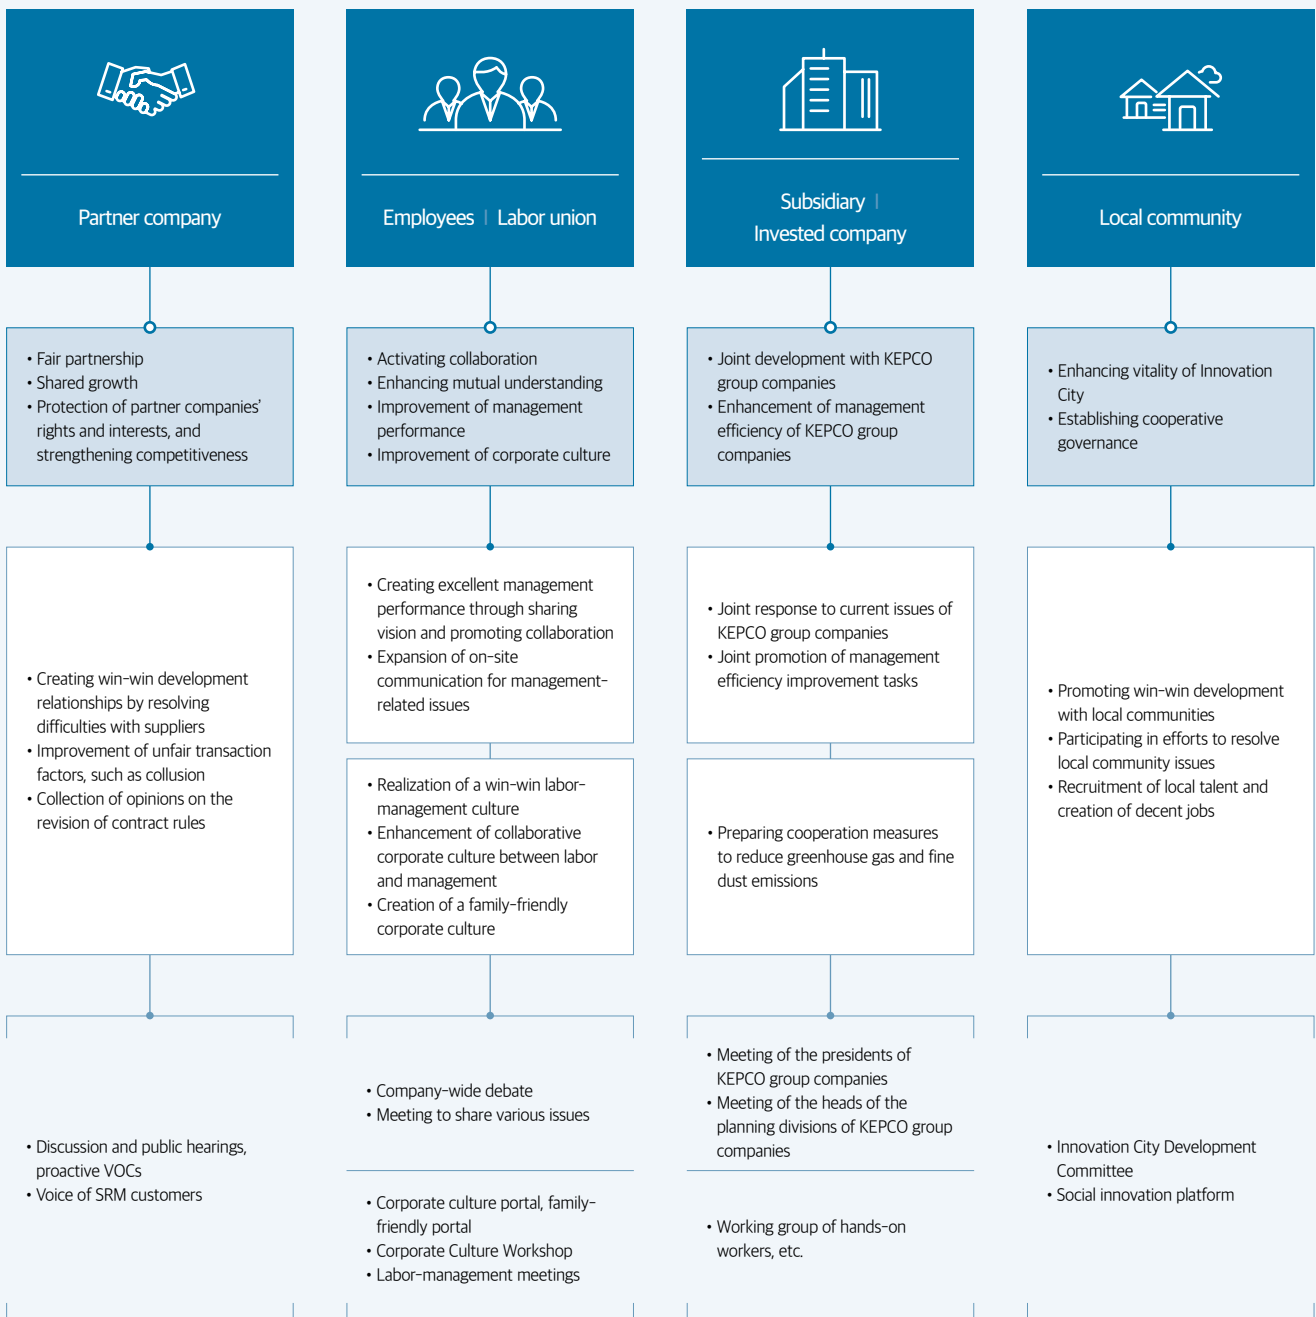 Partner company
• Fair partnership
• Shared growth
• Protection of partner companies'
rights and interests, and
strengthening competitiveness
• Creating win-win development
relationships by resolving
difficulties with suppliers
• Improvement of unfair transaction
factors, such as collusion
• Collection of opinions on the
revision of contract rules
• Discussion and public hearings,
proactive VOCs
• Voice of SRM customers
Employees | Labor union
• Activating collaboration
• Enhancing mutual understanding
• Improvement of management
performance
• Improvement of corporate culture
• Creating excellent management
performance through sharing
vision and promoting collaboration
• Expansion of on-site
communication for management-
related issues
• Realization of a win-win labor-
management culture
• Enhancement of collaborative
corporate culture between labor
and management
• Creation of a family-friendly
corporate culture
• Company-wide debate
• Meeting to share various issues
• Corporate culture portal, family-
friendly portal
• Corporate Culture Workshop
• Labor-management meetings
Subsidiary |
Invested company
• Joint development with KEPCO
group companies
• Enhancement of management
efficiency of KEPCO group
companies
• Joint response to current issues of
KEPCO group companies
• Joint promotion of management
efficiency improvement tasks
• Preparing cooperation measures
to reduce greenhouse gas and fine
dust emissions
• Meeting of the presidents of
KEPCO group companies
• Meeting of the heads of the
planning divisions of KEPCO group
companies
• Working group of hands-on
workers, etc.
Local community
• Enhancing vitality of Innovation
City
• Establishing cooperative
governance
• Promoting win-win development
with local communities
• Participating in efforts to resolve
local community issues
• Recruitment of local talent and
creation of decent jobs
• Innovation City Development
Committee
• Social innovation platform